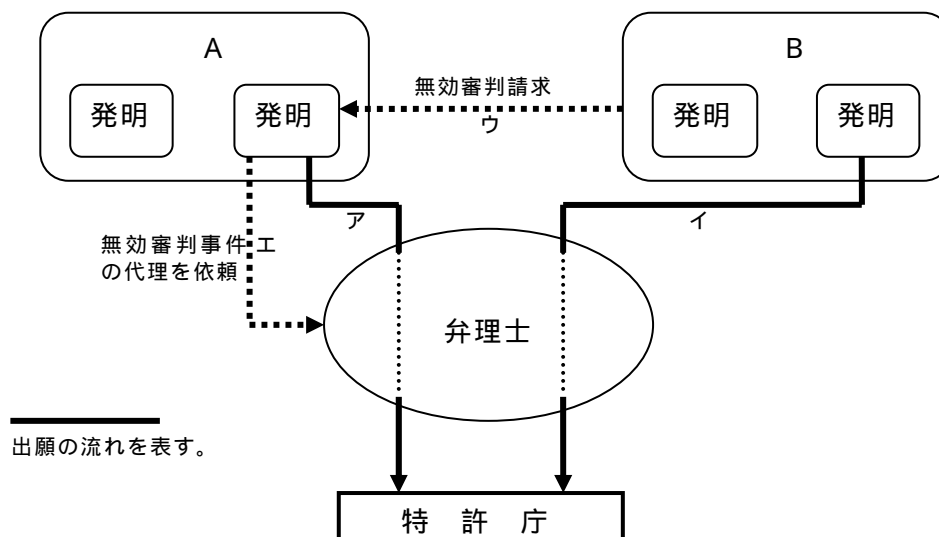 A
B
発明
発明
無効審判請求
ウ
発明
発明
ア
イ
無効審判事件
の代理を依頼
エ
弁理士
出願の流れを表す。
特 許 庁